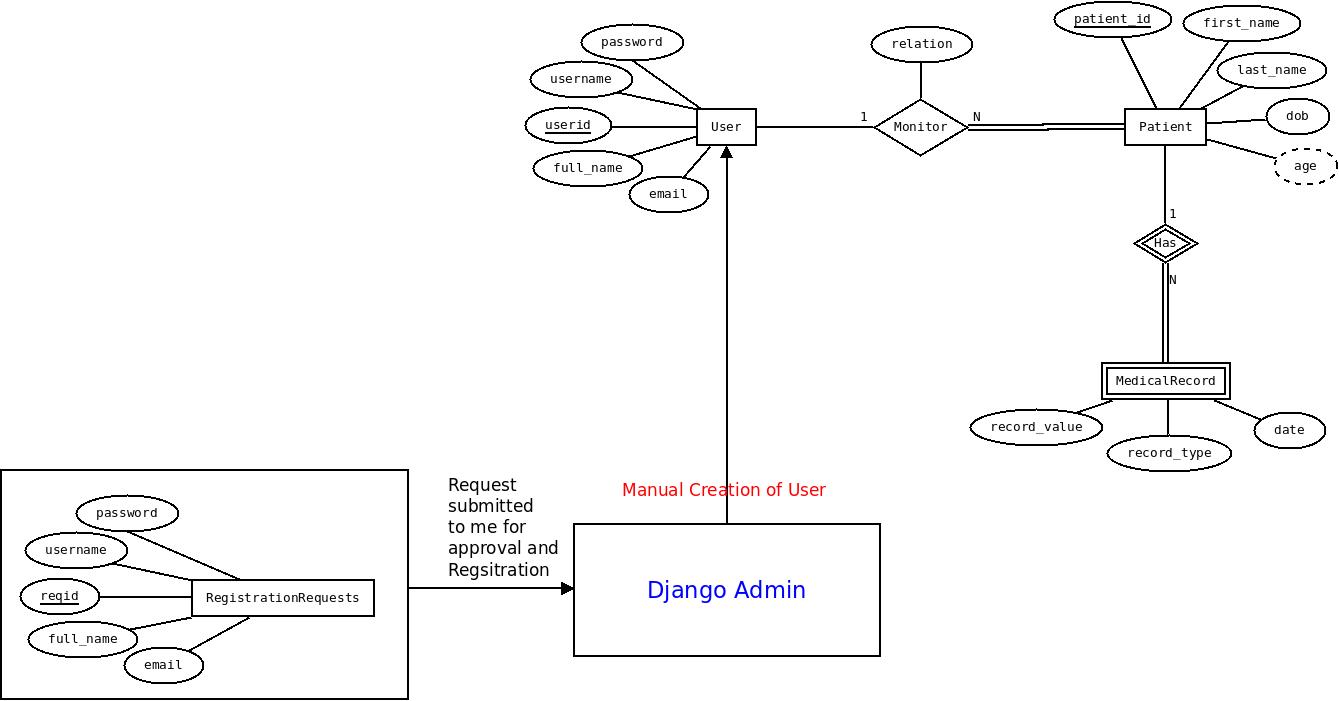 patient_id
first_name
password
relation
last_name
username
userid
User
1
Monitor
N
Patient
dob
full_name
age
email
1
Has
N
MedicalRecord
record_value
record_type
date
Request
submitted
to me for
approval and
Regsitration
Manual Creation of User
password
username
reqid
RegistrationRequests
full_name
email
Django Admin